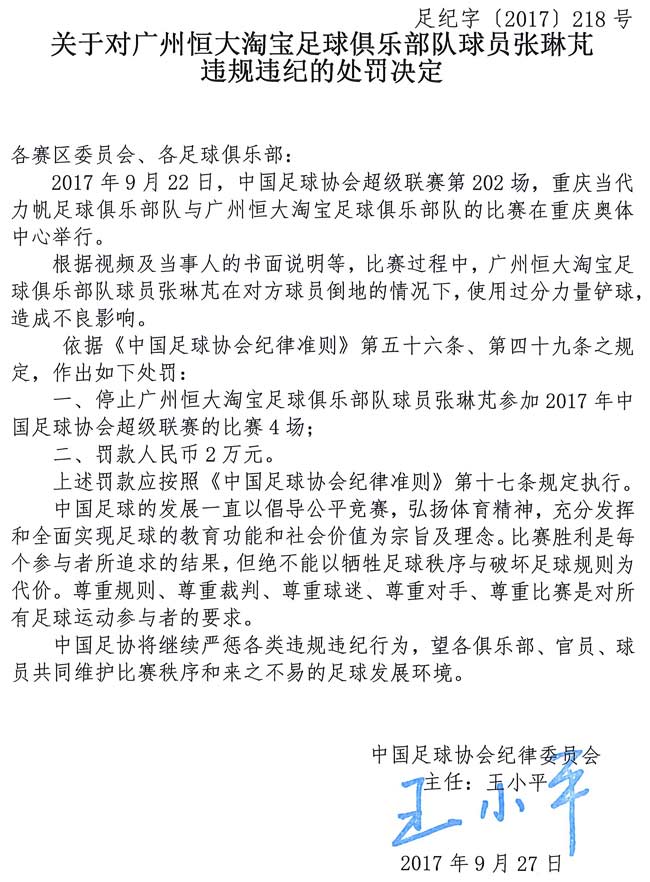 足纪字〔2017〕218号
关于对广州恒大淘宝足球俱乐部队球员张琳芃
违规违纪的处罚决定
各赛区委员会、各足球俱乐部：
2017年9月22日，中国足球协会超级联赛第202场，重庆当代
力帆足球俱乐部队与广州恒大淘宝足球俱乐部队的比赛在重庆奥体
中心举行。
根据视频及当事人的书面说明等，比赛过程中，广州恒大淘宝足
球俱乐部队球员张琳芃在对方球员倒地的情况下，使用过分力量铲球，
造成不良影响。
依据《中国足球协会纪律准则》第五十六条、第四十九条之规
定，作出如下处罚：
一、停止广州恒大淘宝足球俱乐部队球员张琳芃参加2017年中
国足球协会超级联赛的比赛4场；
二、罚款人民币2万元。
上述罚款应按照《中国足球协会纪律准则》第十七条规定执行。
中国足球的发展一直以倡导公平竞赛，弘扬体育精神，充分发挥
和全面实现足球的教育功能和社会价值为宗旨及理念。比赛胜利是每
个参与者所追求的结果，但绝不能以牺牲足球秩序与破坏足球规则为
代价。尊重规则、尊重裁判、尊重球迷、尊重对手、尊重比赛是对所
有足球运动参与者的要求。
中国足协将继续严惩各类违规违纪行为，望各俱乐部、官员、球
员共同维护比赛秩序和来之不易的足球发展环境。
中国足球协会纪律委员会
主任：王小平
王小平
2017年9月27日